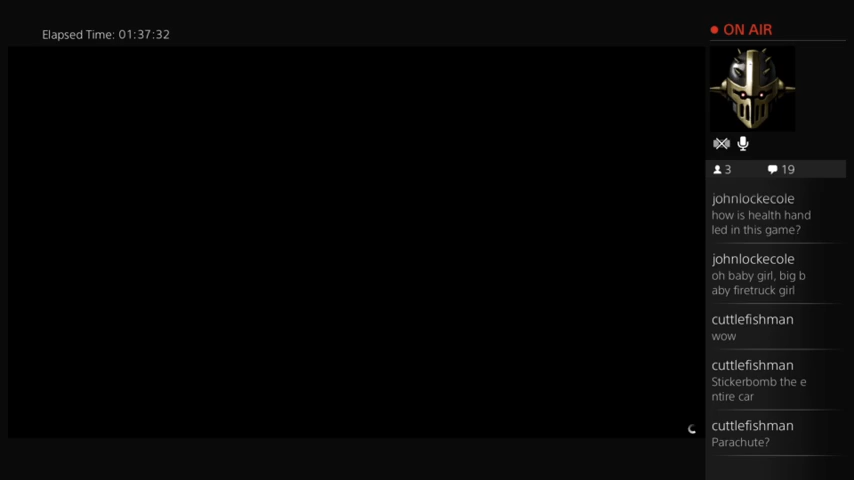 Elapsed Time: 01:37:32
ON AIR
3
19
johnlockecole
how is health hand
led in this game?
johnlockecole
oh baby girl, big b
aby firetruck girl
cuttlefishman
wow
cuttlefishman
Stickerbomb the e
ntire car
cuttlefishman
Parachute?